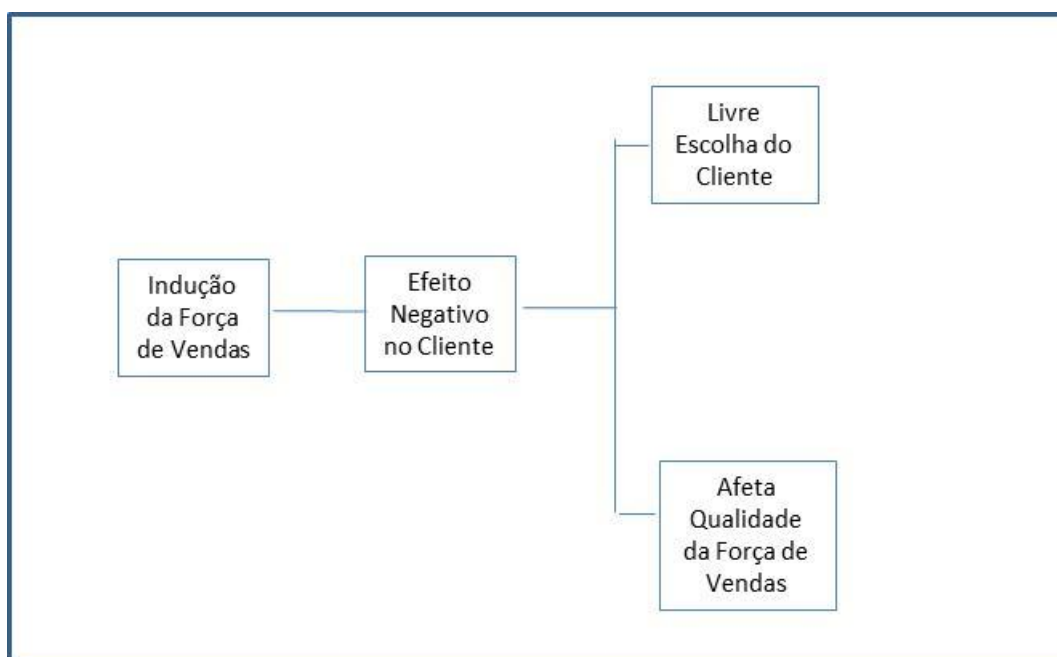 Livre
Escolha do
Cliente
Indução
da Força
de Vendas
Efeito
Negativo
no Cliente
Afeta
Qualidade
da Força de
Vendas